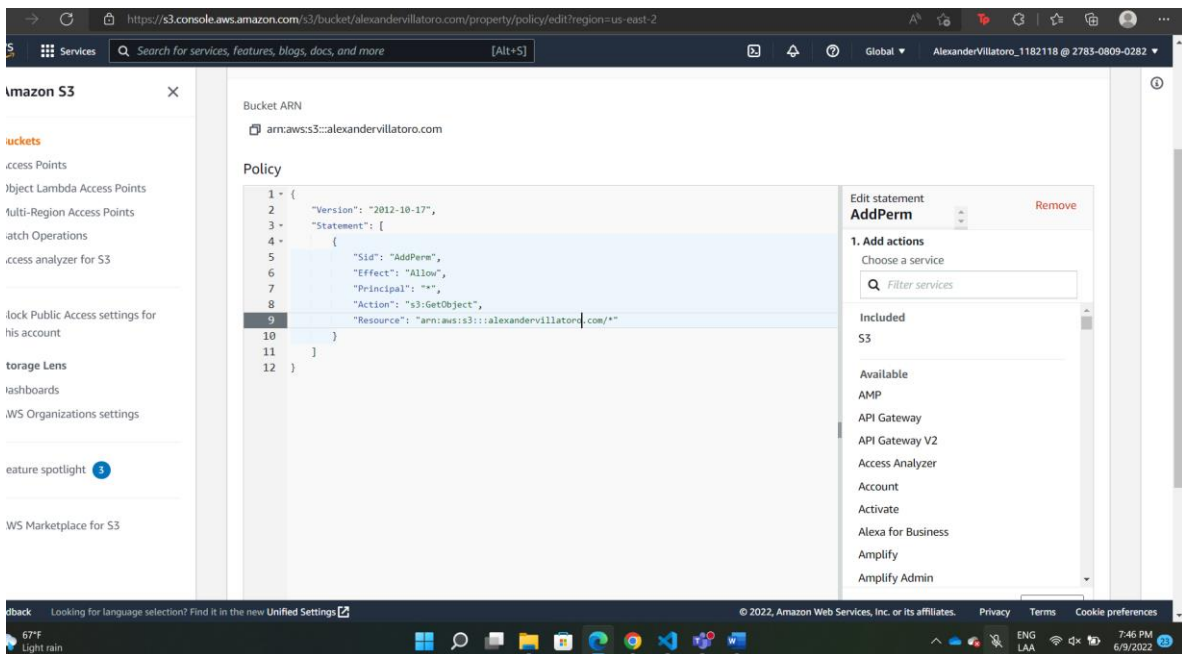 https://s3.console.aws.amazon.com/s3/bucket/alexandervillatoro.com/property/policy/edit?region=us-east-2
Services
Search for services, features, blogs, docs, and more
[Alt+S]
Global
AlexanderVillatoro_1182118 @ 2783-0809-0282
Amazon S3
Buckets
Access Points
Object Lambda Access Points
Multi-Region Access Points
Batch Operations
Access analyzer for S3
Block Public Access settings for
this account
Storage Lens
Dashboards
AWS Organizations settings
Feature spotlight 3
AWS Marketplace for S3
Bucket ARN
arn:aws:s3:::alexandervillatoro.com
Policy
1 {
2 "Version": "2012-10-17",
3 "Statement": [
4 {
5 "Sid": "AddPerm",
6 "Effect": "Allow",
7 "Principal": "*",
8 "Action": "s3:GetObject",
9 "Resource": "arn:aws:s3:::alexandervillatoro.com/*"
10 }
11 ]
12 }
Edit statement
AddPerm
Remove
1. Add actions
Choose a service
Filter services
Included
S3
Available
AMP
API Gateway
API Gateway V2
Access Analyzer
Account
Activate
Alexa for Business
Amplify
Amplify Admin
Looking for language selection? Find it in the new Unified Settings
© 2022, Amazon Web Services, Inc. or its affiliates.
Privacy
Terms
Cookie preferences
67°F
Light rain
ENG
LAA
7:46 PM
6/9/2022
23